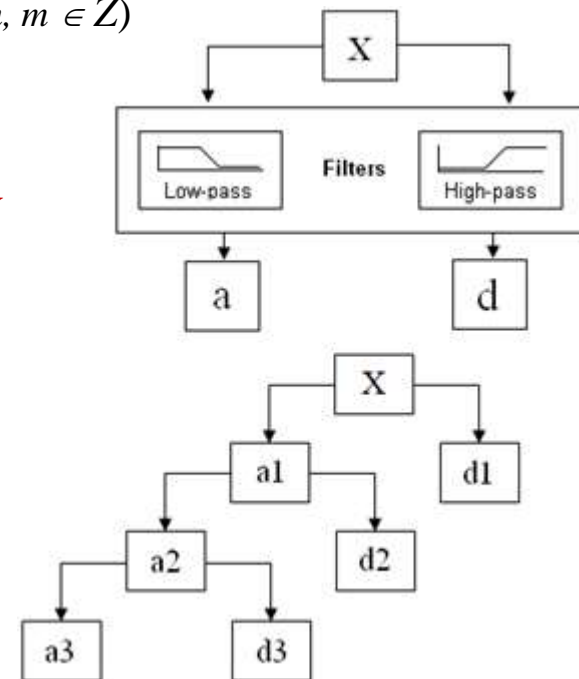 , m ∈ Z)
X
Filters
Low-pass
High-pass
a
d
X
a1
d1
a2
d2
a3
d3